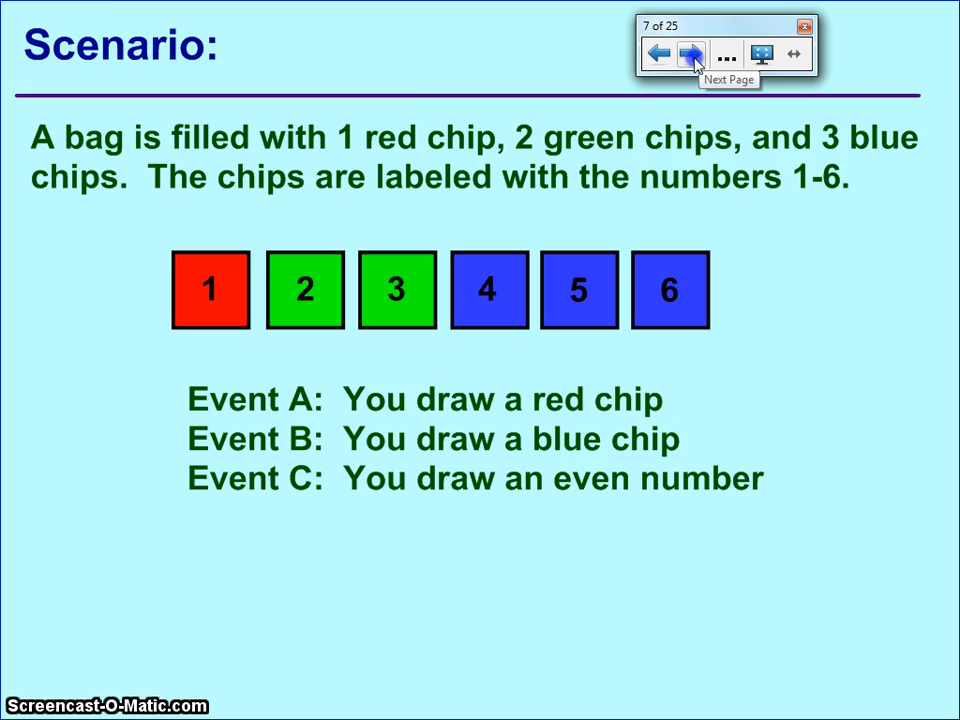 Scenario:
7 of 25
...
Next Page
A bag is filled with 1 red chip, 2 green chips, and 3 blue
chips. The chips are labeled with the numbers 1-6.
1 2 3 4 5 6
Event A: You draw a red chip
Event B: You draw a blue chip
Event C: You draw an even number
Screencast-O-Matic.com